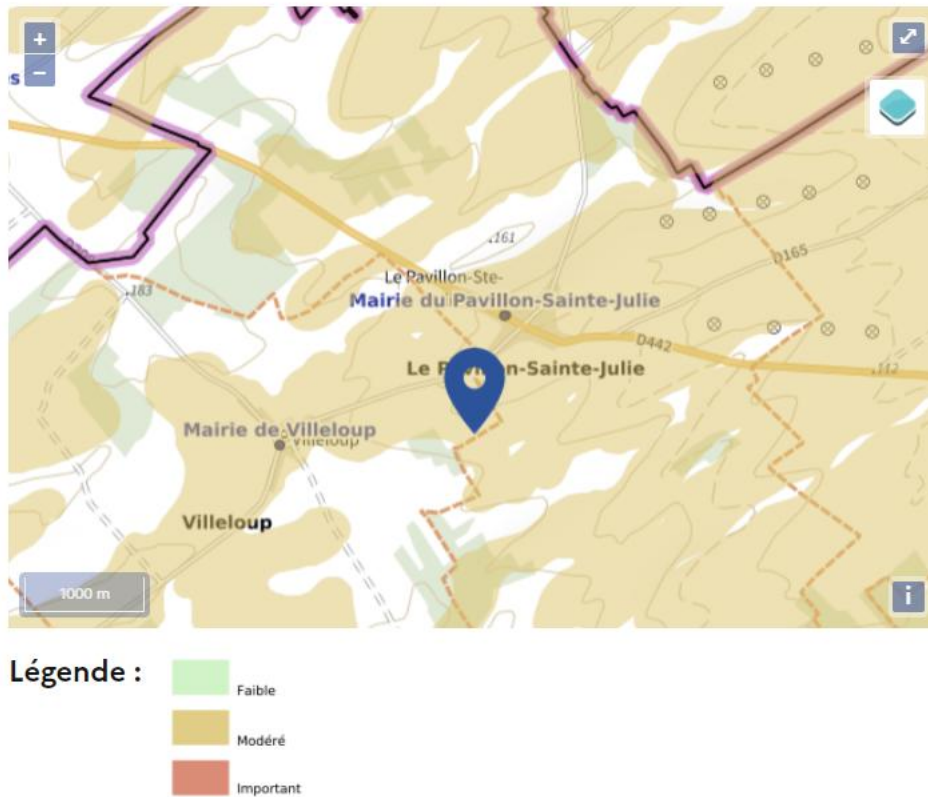 +
−
s
161
Le Pavillon-Ste-
Mairie du Pavillon-Sainte-Julie
183
D165
D442
Le P
n-Sainte-Julie
112
Mairie de Villeloup
Villeloup
Villeloup
1000 m
i
Légende :
Faible
Modéré
Important